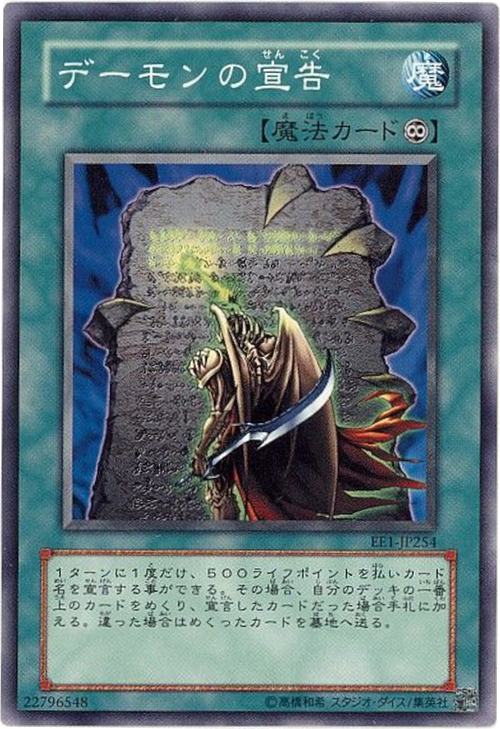 デーモンの宣告
せん こく
魔
【魔法カード∞】
ま ほう
EE1-JP254
1ターンに1度だけ、500ライフポイントを払いカード
名を宣言する事ができる。その場合、自分のデッキの一番
上のカードをめくり、宣言したカードだった場合手札に加
える。違った場合はめくったカードを墓地へ送る。
22796548
©高橋和希 スタジオ・ダイス/集英社